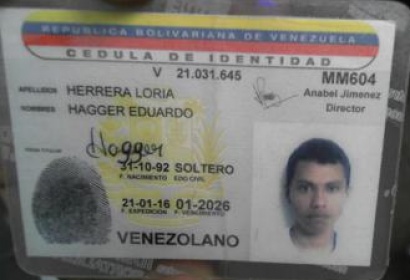 REPUBLICA BOLIVARIANA DE VENEZUELA
CEDULA DE IDENTIDAD
V 21.031.645
MM604
APELLIDOS HERRERA LORIA
Anabel Jimenez
Director
NOMBRES HAGGER EDUARDO
FIRMA TITULAR
31-10-92 SOLTERO
F. NACIMIENTO EDO CIVIL
21-01-16 01-2026
F. EXPEDICION F. VENCIMIENTO
VENEZOLANO